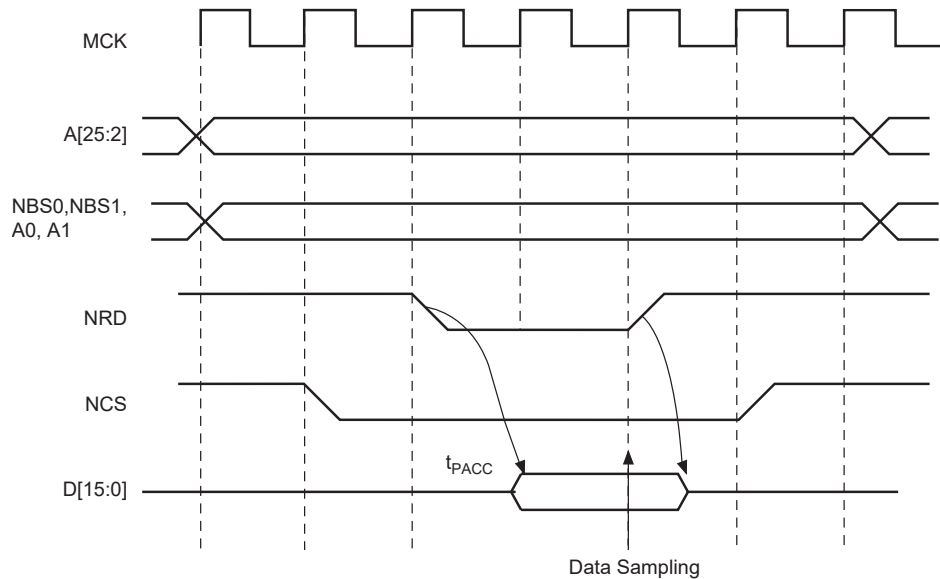 MCK
A[25:2]
NBS0,NBS1,
A0, A1
NRD
NCS
tPACC
D[15:0]
Data Sampling